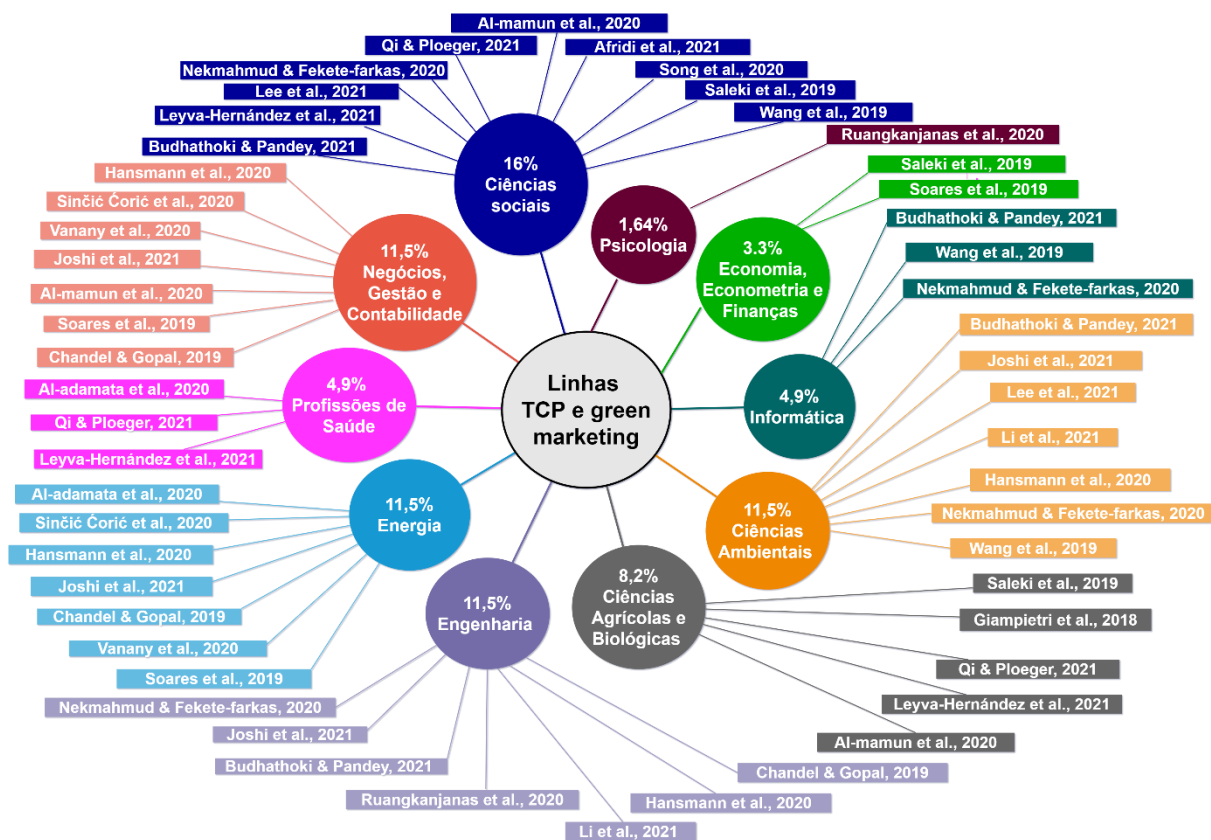 Linhas
TCP e green
marketing
16%
Ciências
sociais
Al-mamun et al., 2020
Qi & Ploeger, 2021
Afridi et al., 2021
Nekmahmud & Fekete-farkas, 2020
Song et al., 2020
Lee et al., 2021
Saleki et al., 2019
Leyva-Hernández et al., 2021
Wang et al., 2019
Budhathoki & Pandey, 2021
1,64%
Psicologia
Ruangkanjanas et al., 2020
3.3%
Economia,
Econometria e
Finanças
Saleki et al., 2019
Soares et al., 2019
4,9%
Informática
Budhathoki & Pandey, 2021
Wang et al., 2019
Nekmahmud & Fekete-farkas, 2020
11,5%
Ciências
Ambientais
Budhathoki & Pandey, 2021
Joshi et al., 2021
Lee et al., 2021
Li et al., 2021
Hansmann et al., 2020
Nekmahmud & Fekete-farkas, 2020
Wang et al., 2019
8,2%
Ciências
Agrícolas e
Biológicas
Saleki et al., 2019
Giampietri et al., 2018
Qi & Ploeger, 2021
Leyva-Hernández et al., 2021
Al-mamun et al., 2020
11,5%
Engenharia
Nekmahmud & Fekete-farkas, 2020
Joshi et al., 2021
Budhathoki & Pandey, 2021
Ruangkanjanas et al., 2020
Li et al., 2021
Hansmann et al., 2020
Chandel & Gopal, 2019
11,5%
Energia
Al-adamata et al., 2020
Sinčić Ćorić et al., 2020
Hansmann et al., 2020
Joshi et al., 2021
Chandel & Gopal, 2019
Vanany et al., 2020
Soares et al., 2019
4,9%
Profissões de
Saúde
Al-adamata et al., 2020
Qi & Ploeger, 2021
Leyva-Hernández et al., 2021
11,5%
Negócios,
Gestão e
Contabilidade
Hansmann et al., 2020
Sinčić Ćorić et al., 2020
Vanany et al., 2020
Joshi et al., 2021
Al-mamun et al., 2020
Soares et al., 2019
Chandel & Gopal, 2019